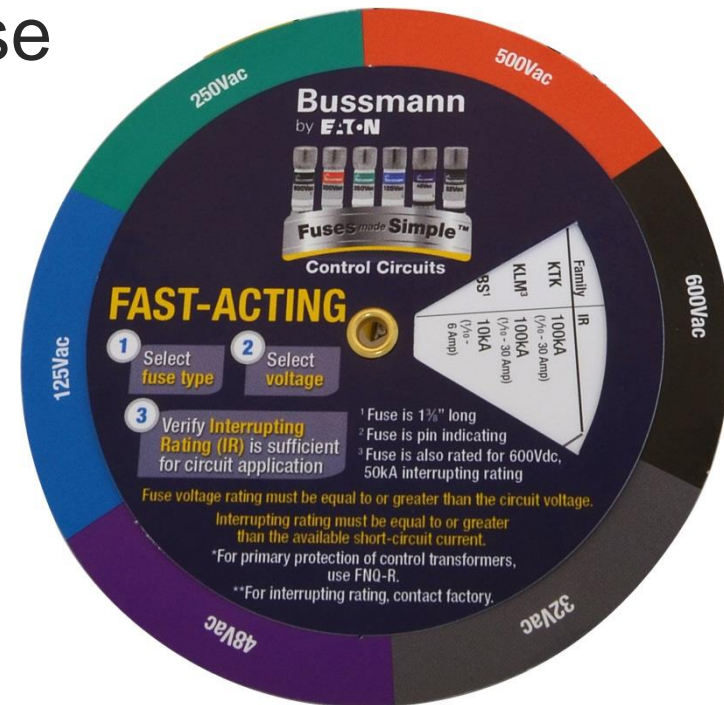 se
250Vac
500Vac
600Vac
32Vac
48Vac
125Vac
Bussmann
by EATON
Bussmann
Fuses made Simple™
Control Circuits
FAST-ACTING
1 Select
fuse type
2 Select
voltage
3 Verify Interrupting
Rating (IR) is sufficient
for circuit application
Family IR
KTK 100kA
(1/10 - 30 Amp)
KLM³ 100kA
(1/10 - 30 Amp)
BS¹ 10kA
(1/10 -
6 Amp)
¹ Fuse is 1⅜" long
² Fuse is pin indicating
³ Fuse is also rated for 600Vdc,
50kA interrupting rating
Fuse voltage rating must be equal to or greater than the circuit voltage.
Interrupting rating must be equal to or greater
than the available short-circuit current.
*For primary protection of control transformers,
use FNQ-R.
**For interrupting rating, contact factory.